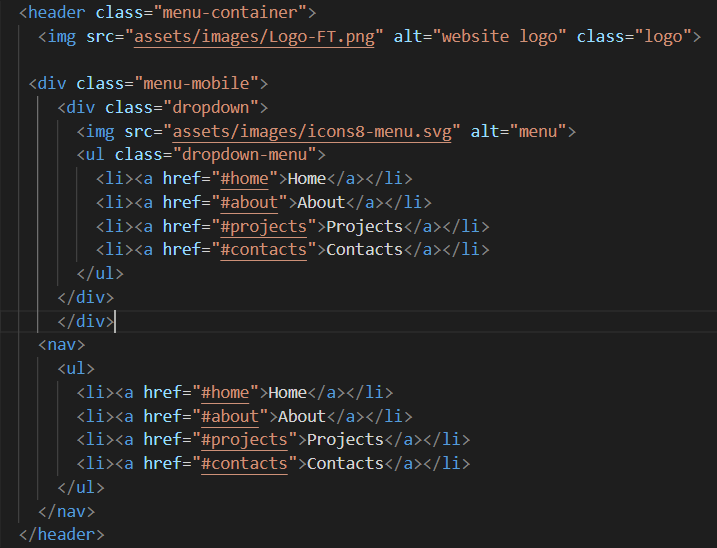 <header class="menu-container">
<img src="assets/images/Logo-FT.png" alt="website logo" class="logo">
<div class="menu-mobile">
<div class="dropdown">
<img src="assets/images/icons8-menu.svg" alt="menu">
<ul class="dropdown-menu">
<li><a href="#home">Home</a></li>
<li><a href="#about">About</a></li>
<li><a href="#projects">Projects</a></li>
<li><a href="#contacts">Contacts</a></li>
</ul>
</div>
</div>
<nav>
<ul>
<li><a href="#home">Home</a></li>
<li><a href="#about">About</a></li>
<li><a href="#projects">Projects</a></li>
<li><a href="#contacts">Contacts</a></li>
</ul>
</nav>
</header>